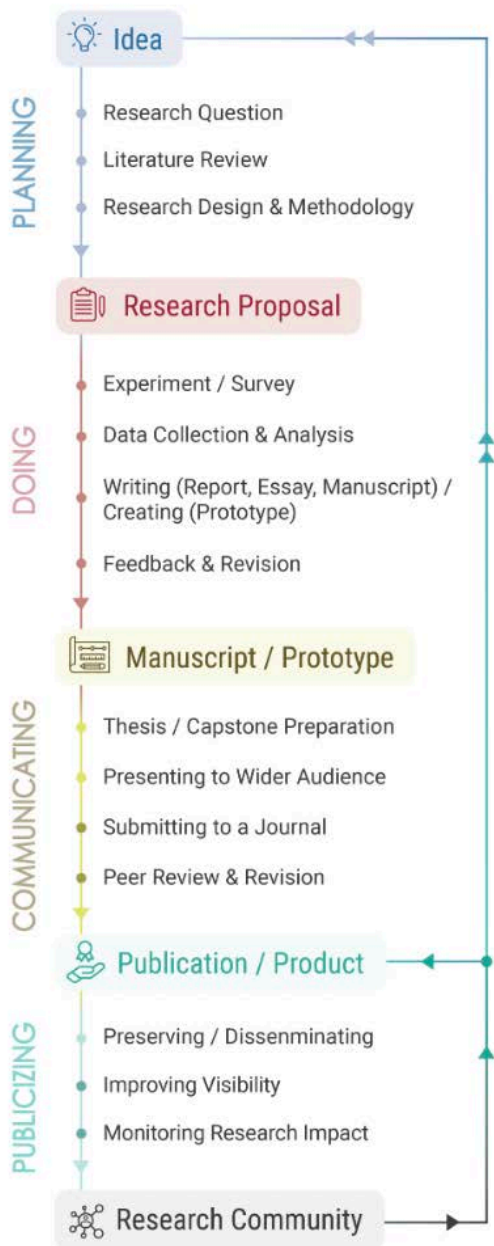 Idea
PLANNING
Research Question
Literature Review
Research Design & Methodology
Research Proposal
DOING
Experiment / Survey
Data Collection & Analysis
Writing (Report, Essay, Manuscript) /
Creating (Prototype)
Feedback & Revision
Manuscript / Prototype
COMMUNICATING
Thesis / Capstone Preparation
Presenting to Wider Audience
Submitting to a Journal
Peer Review & Revision
Publication / Product
PUBLICIZING
Preserving / Dissenminating
Improving Visibility
Monitoring Research Impact
Research Community